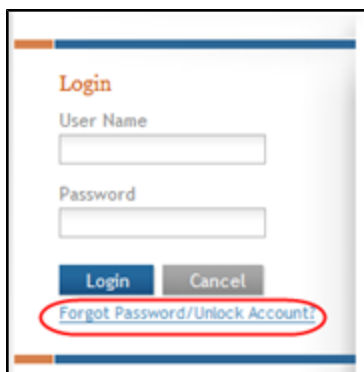 Login
User Name
Password
Login Cancel
Forgot Password/Unlock Account?